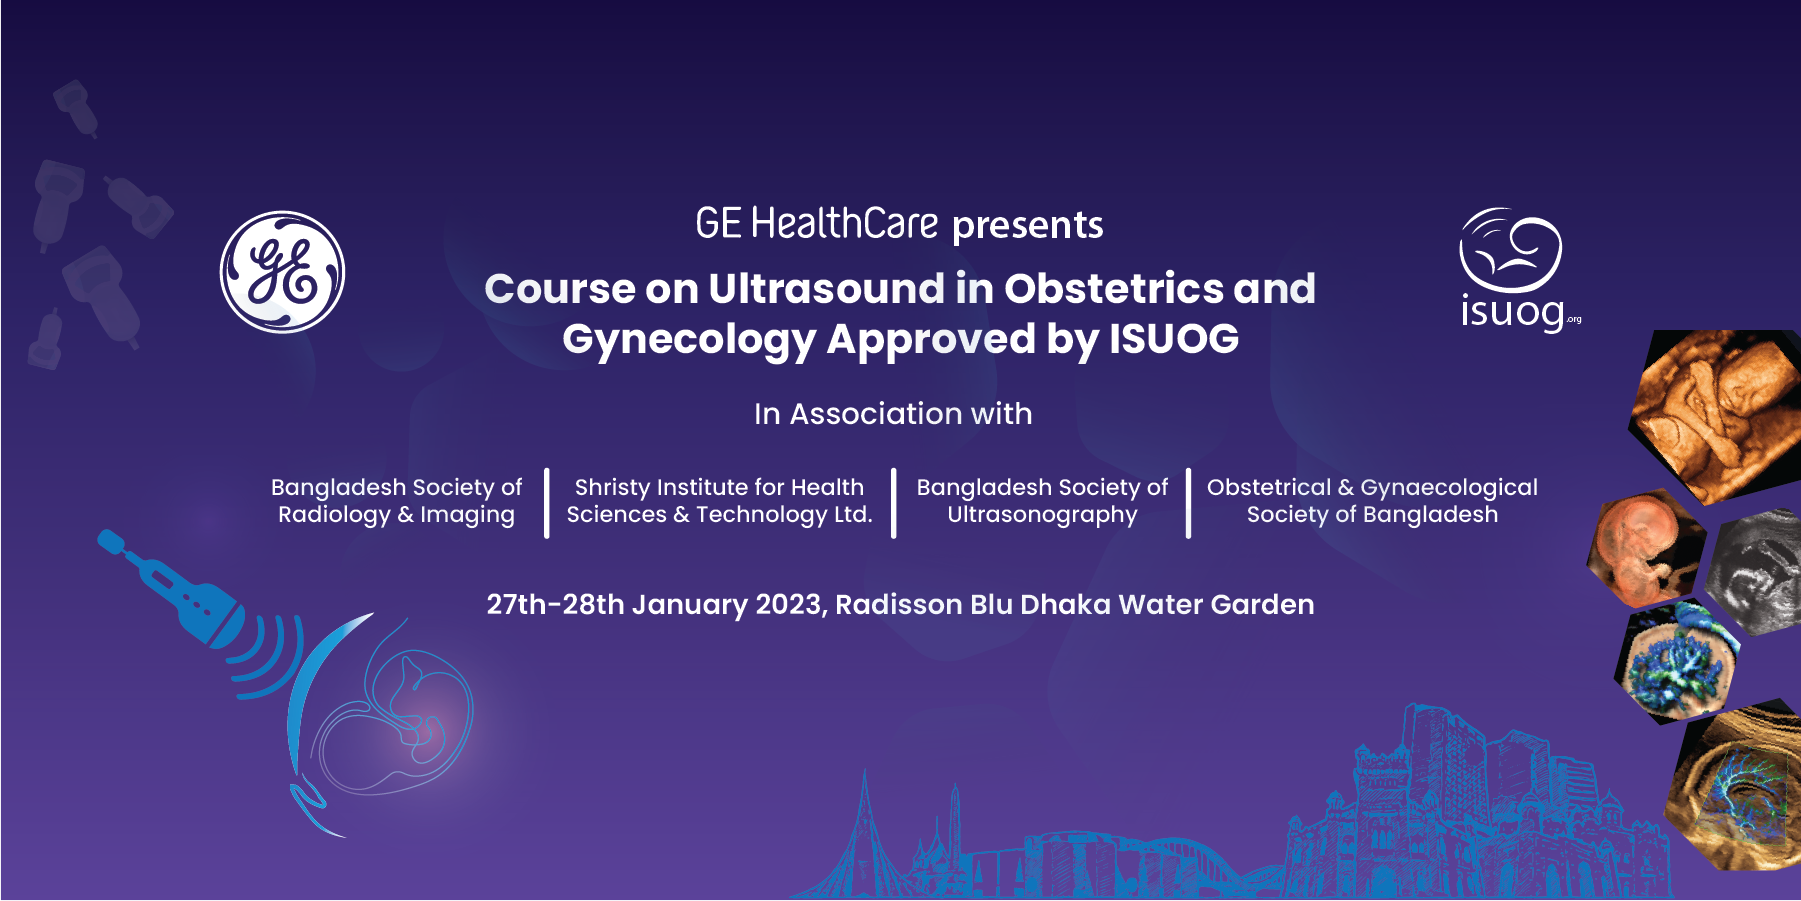 GE HealthCare presents
GE
Course on Ultrasound in Obstetrics and
Gynecology Approved by ISUOG
isuog.org
In Association with
Bangladesh Society of
Radiology & Imaging
Shristy Institute for Health
Sciences & Technology Ltd.
Bangladesh Society of
Ultrasonography
Obstetrical & Gynaecological
Society of Bangladesh
27th-28th January 2023, Radisson Blu Dhaka Water Garden